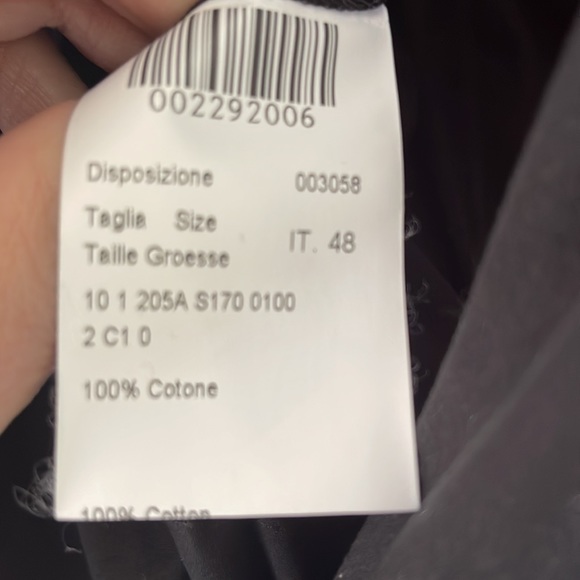 002292006
Disposizione 003058
Taglia Size
Taille Groesse IT. 48
10 1 205A S170 0100
2 C1 0
100% Cotone
100% Cotton